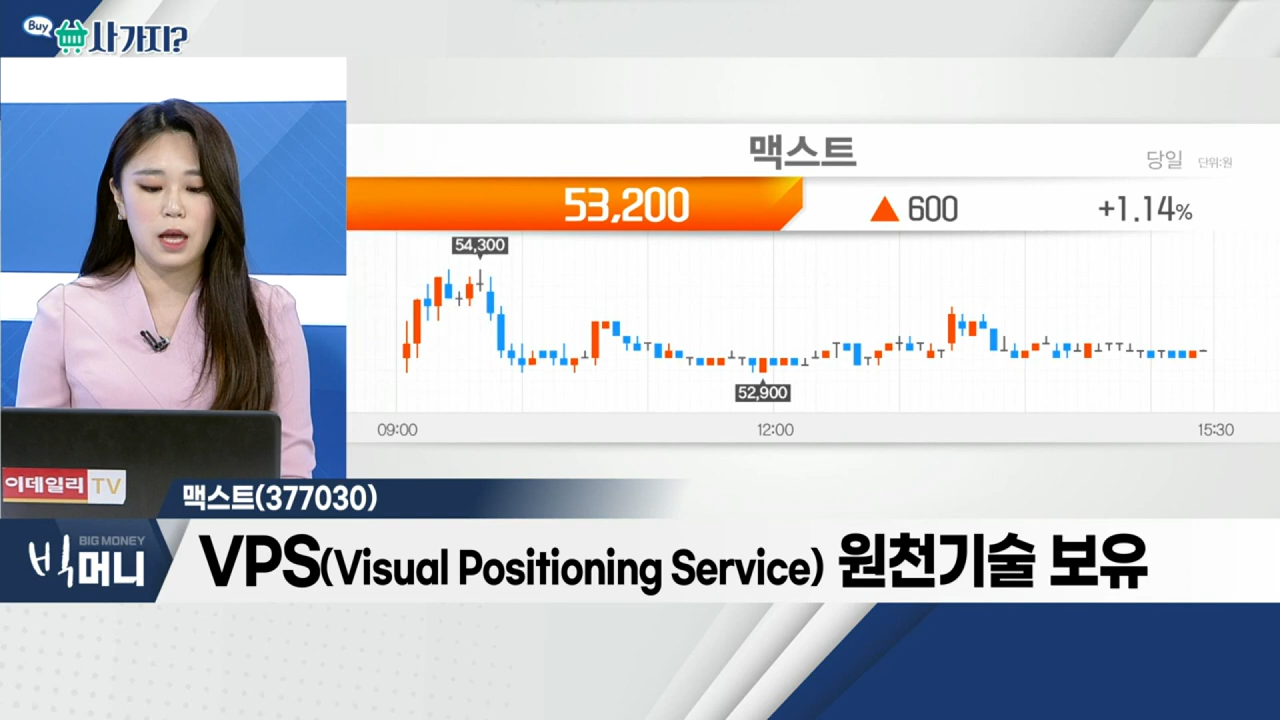 Buy
사가지?
맥스트
당일 단위:원
53,200 ▲ 600 +1.14%
54,300
52,900
09:00 12:00 15:30
이데일리 TV
맥스트(377030)
BIG MONEY
빅머니
VPS(Visual Positioning Service) 원천기술 보유